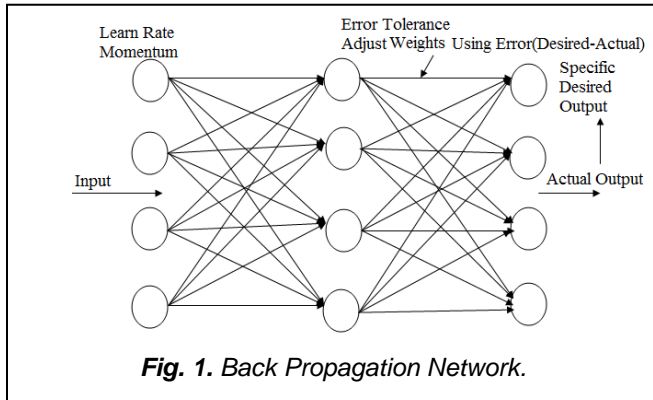 Learn Rate
Momentum
Error Tolerance
Adjust Weights Using Error(Desired-Actual)
Specific
Desired
Output
Input
Actual Output
Fig. 1. Back Propagation Network.